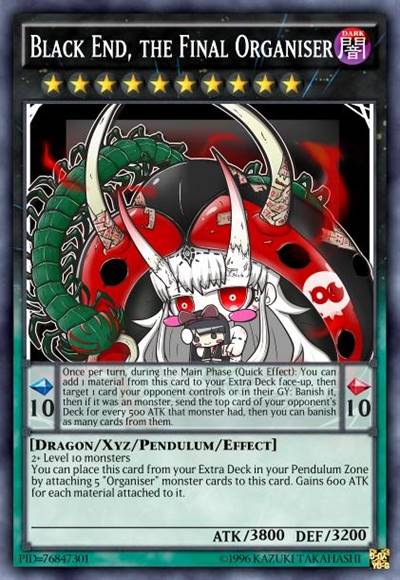 BLACK END, THE FINAL ORGANISER
DARK
闇
Once per turn, during the Main Phase (Quick Effect): You can
add 1 material from this card to your Extra Deck face-up, then
target 1 card your opponent controls or in their GY: Banish it,
then if it was an monster, send the top card of your opponent's
Deck for every 500 ATK that monster had, then you can banish
as many cards from them.
10
10
[DRAGON/XYZ/PENDULUM/EFFECT]
2+ Level 10 monsters
You can place this card from your Extra Deck in your Pendulum Zone
by attaching 5 "Organiser" monster cards to this card. Gains 600 ATK
for each material attached to it.
ATK/3800 DEF/3200
PID=76847301
©1996 KAZUKI TAKAHASHI